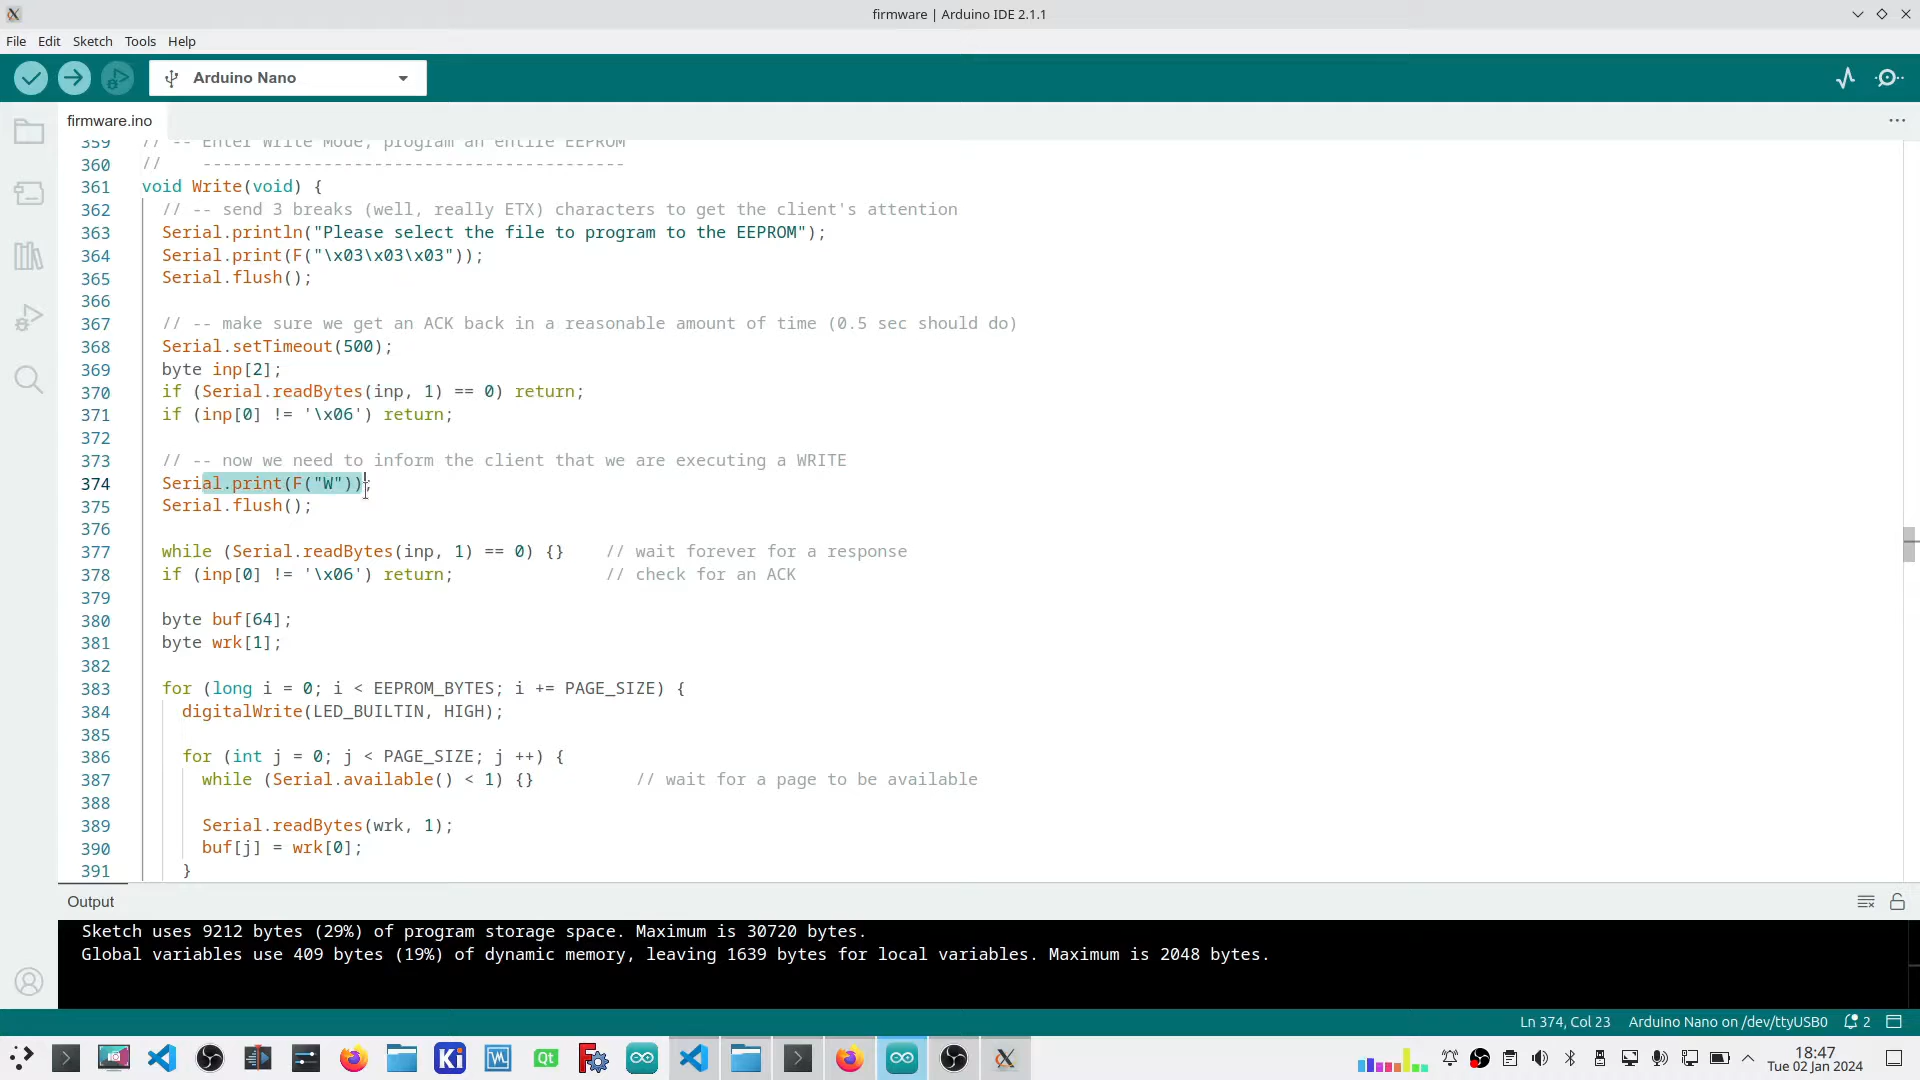 firmware | Arduino IDE 2.1.1
File Edit Sketch Tools Help
Arduino Nano
firmware.ino
359 // -- Enter Write Mode, program an entire EEPROM
360 // ------------------------------------------
361 void Write(void) {
362 // -- send 3 breaks (well, really ETX) characters to get the client's attention
363 Serial.println("Please select the file to program to the EEPROM");
364 Serial.print(F("\x03\x03\x03"));
365 Serial.flush();
366
367 // -- make sure we get an ACK back in a reasonable amount of time (0.5 sec should do)
368 Serial.setTimeout(500);
369 byte inp[2];
370 if (Serial.readBytes(inp, 1) == 0) return;
371 if (inp[0] != '\x06') return;
372
373 // -- now we need to inform the client that we are executing a WRITE
374 Serial.print(F("W"));
375 Serial.flush();
376
377 while (Serial.readBytes(inp, 1) == 0) {} // wait forever for a response
378 if (inp[0] != '\x06') return; // check for an ACK
379
380 byte buf[64];
381 byte wrk[1];
382
383 for (long i = 0; i < EEPROM_BYTES; i += PAGE_SIZE) {
384 digitalWrite(LED_BUILTIN, HIGH);
385
386 for (int j = 0; j < PAGE_SIZE; j ++) {
387 while (Serial.available() < 1) {} // wait for a page to be available
388
389 Serial.readBytes(wrk, 1);
390 buf[j] = wrk[0];
391 }
Output
Sketch uses 9212 bytes (29%) of program storage space. Maximum is 30720 bytes.
Global variables use 409 bytes (19%) of dynamic memory, leaving 1639 bytes for local variables. Maximum is 2048 bytes.
Ln 374, Col 23 Arduino Nano on /dev/ttyUSB0 2
Ki
Qt
18:47
Tue 02 Jan 2024